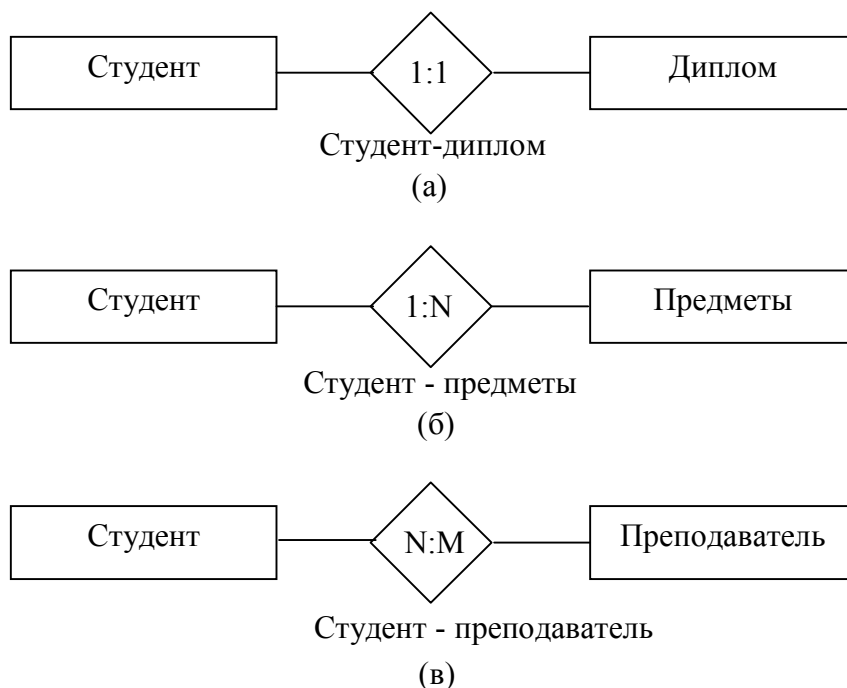 Студент 1:1 Диплом
Студент-диплом
(а)
Студент 1:N Предметы
Студент - предметы
(б)
Студент N:M Преподаватель
Студент - преподаватель
(в)